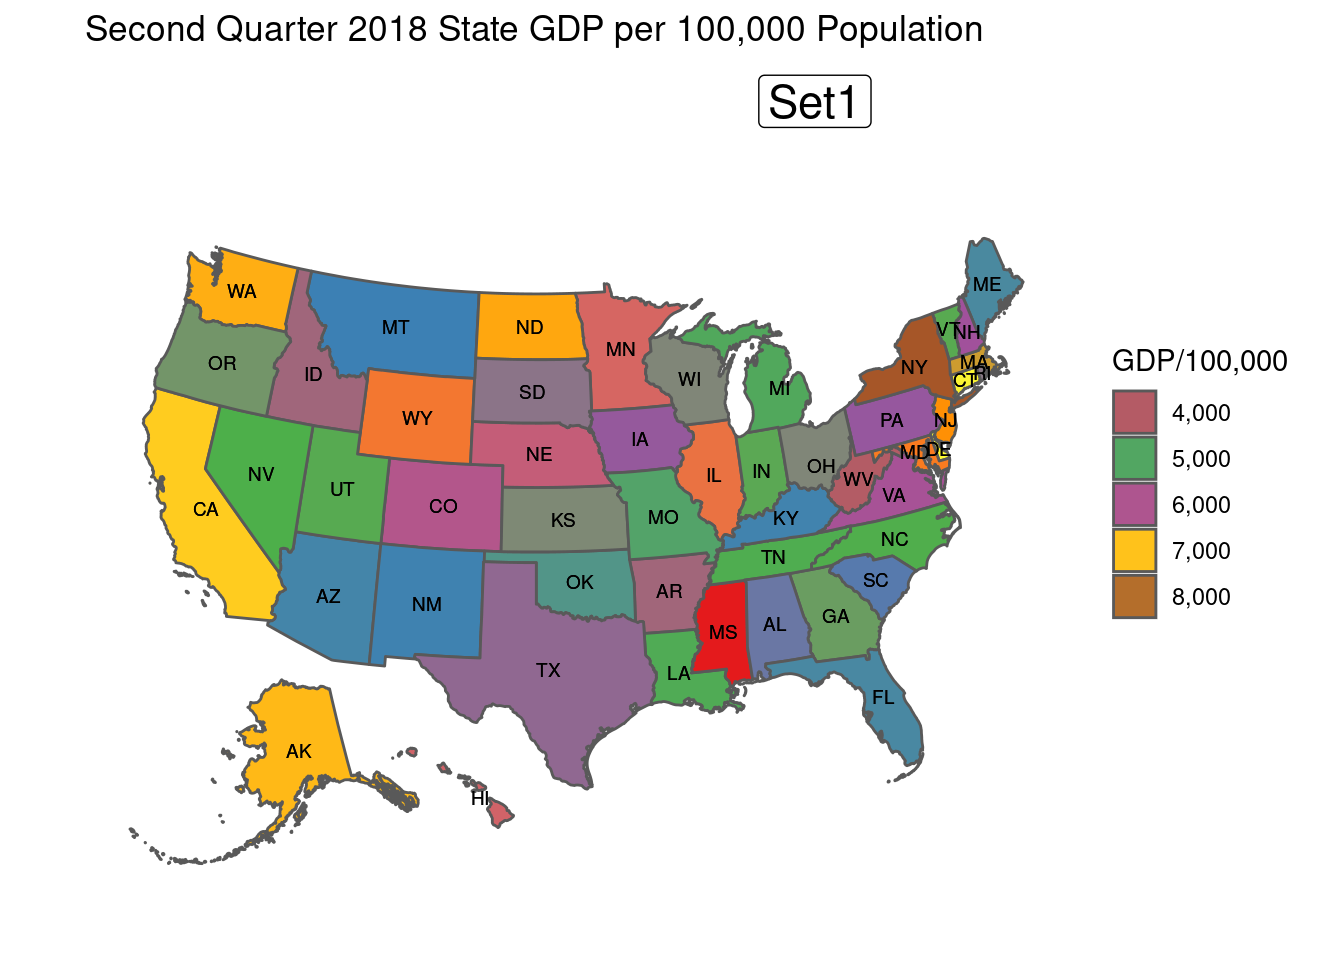 Second Quarter 2018 State GDP per 100,000 Population
Set1
WA
MT
ND
MN
ME
OR
ID
SD
WI
MI
NY
VT
NH
MA
CT
RI
WY
NE
IA
PA
NJ
NV
UT
CO
KS
MO
IL
IN
OH
WV
MD
DE
VA
CA
KY
NC
TN
AZ
NM
OK
AR
MS
AL
GA
SC
TX
LA
FL
AK
HI
GDP/100,000
4,000
5,000
6,000
7,000
8,000